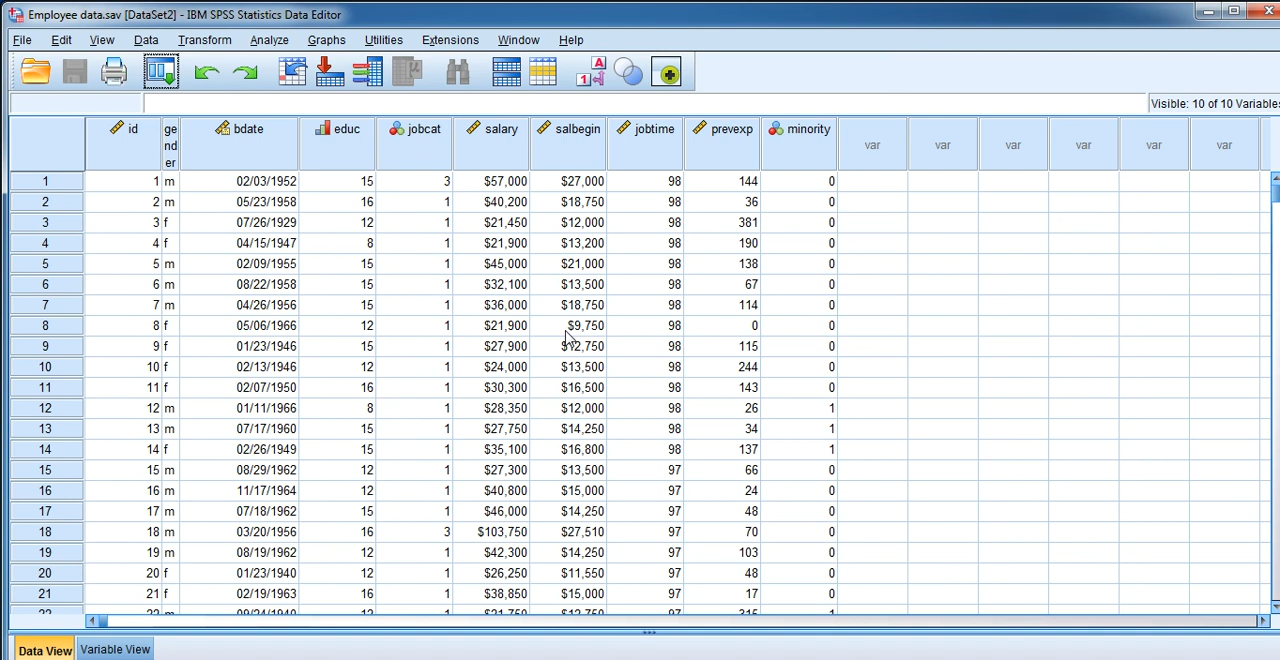 Employee data.sav [DataSet2] - IBM SPSS Statistics Data Editor
File Edit View Data Transform Analyze Graphs Utilities Extensions Window Help
Visible: 10 of 10 Variables
id gender bdate educ jobcat salary salbegin jobtime prevexp minority var var var var var var
1 1 m 02/03/1952 15 3 $57,000 $27,000 98 144 0
2 2 m 05/23/1958 16 1 $40,200 $18,750 98 36 0
3 3 f 07/26/1929 12 1 $21,450 $12,000 98 381 0
4 4 f 04/15/1947 8 1 $21,900 $13,200 98 190 0
5 5 m 02/09/1955 15 1 $45,000 $21,000 98 138 0
6 6 m 08/22/1958 15 1 $32,100 $13,500 98 67 0
7 7 m 04/26/1956 15 1 $36,000 $18,750 98 114 0
8 8 f 05/06/1966 12 1 $21,900 $9,750 98 0 0
9 9 f 01/23/1946 15 1 $27,900 $12,750 98 115 0
10 10 f 02/13/1946 12 1 $24,000 $13,500 98 244 0
11 11 f 02/07/1950 16 1 $30,300 $16,500 98 143 0
12 12 m 01/11/1966 8 1 $28,350 $12,000 98 26 1
13 13 m 07/17/1960 15 1 $27,750 $14,250 98 34 1
14 14 f 02/26/1949 15 1 $35,100 $16,800 98 137 1
15 15 m 08/29/1962 12 1 $27,300 $13,500 97 66 0
16 16 m 11/17/1964 12 1 $40,800 $15,000 97 24 0
17 17 m 07/18/1962 15 1 $46,000 $14,250 97 48 0
18 18 m 03/20/1956 16 3 $103,750 $27,510 97 70 0
19 19 m 08/19/1962 12 1 $42,300 $14,250 97 103 0
20 20 f 01/23/1940 12 1 $26,250 $11,550 97 48 0
21 21 f 02/19/1963 16 1 $38,850 $15,000 97 17 0
22 22 m 09/24/1940 12 1 $21,750 $12,750 97 315 1
Data View Variable View